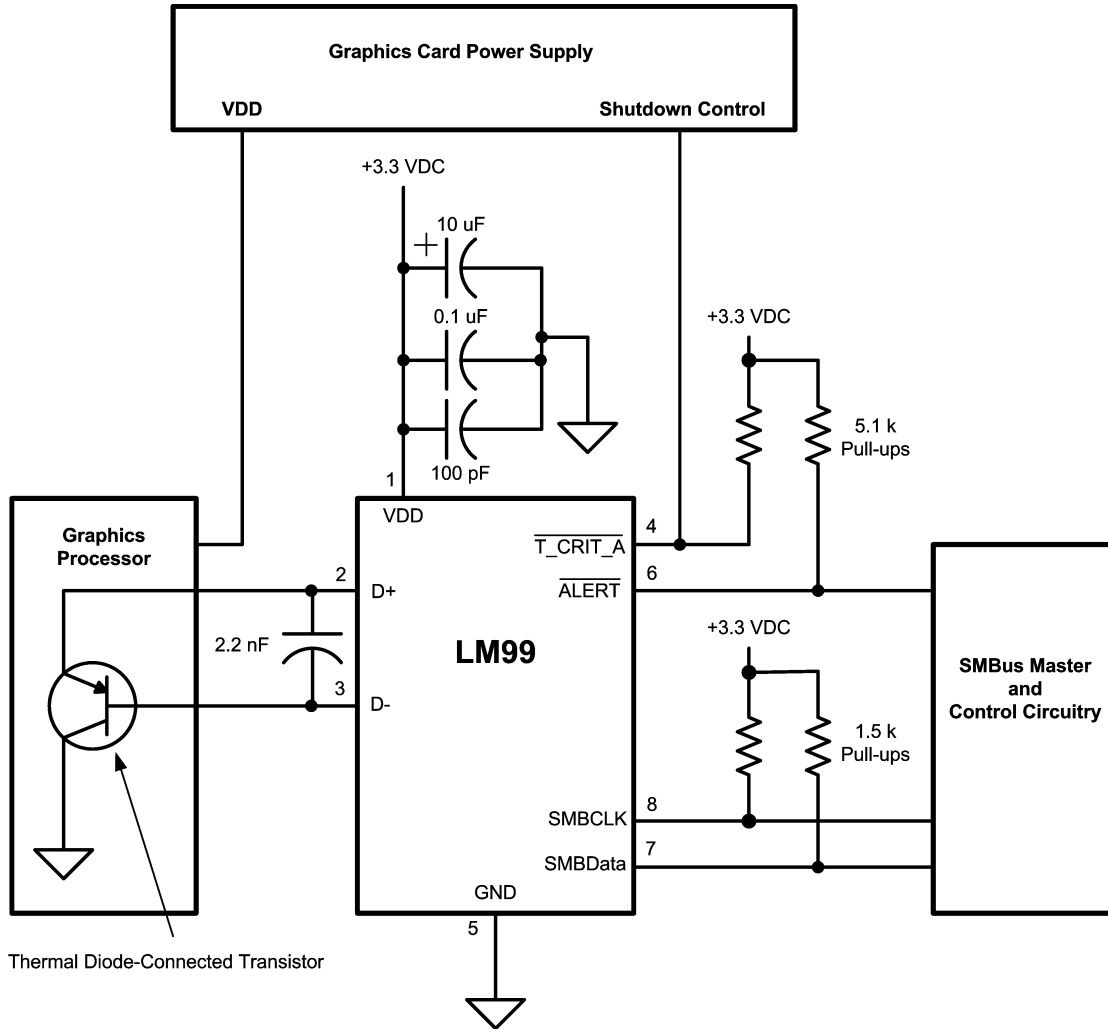 Graphics Card Power Supply
VDD
Shutdown Control
+3.3 VDC
10 uF
+
0.1 uF
100 pF
+3.3 VDC
5.1 k
Pull-ups
1
VDD
Graphics
Processor
2
D+
2.2 nF
3
D-
LM99
4
T_CRIT_A
6
ALERT
+3.3 VDC
1.5 k
Pull-ups
SMBus Master
and
Control Circuitry
SMBCLK
8
SMBData
7
GND
5
Thermal Diode-Connected Transistor